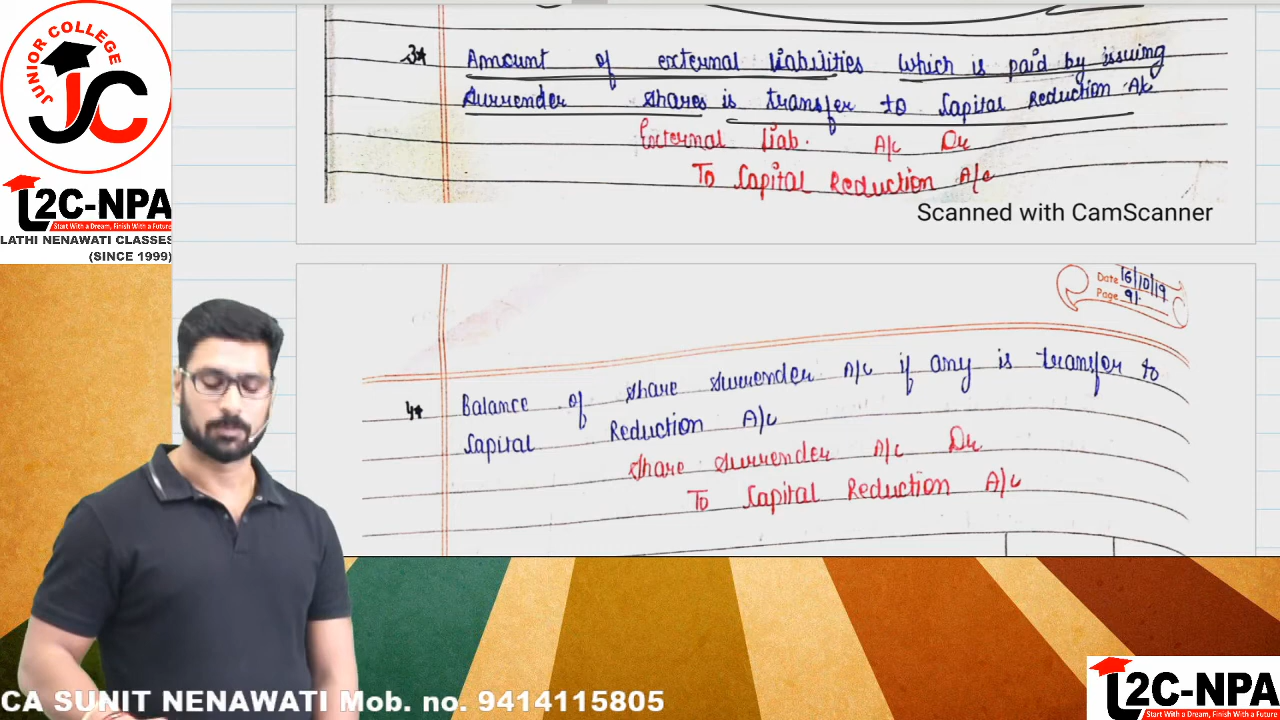 JUNIOR COLLEGE
JC
L2C-NPA
Start With a Dream, Finish With a Future
LATHI NENAWATI CLASSES
(SINCE 1999)
3* Amount of external liabilities which is paid by issuing
surrender shares is transfer to Capital Reduction A/c
External Liab. A/c Dr
To Capital Reduction A/c
Scanned with CamScanner
Date 16/10/19
Page 91.
4* Balance of share surrender A/c if any is transfer to
Capital Reduction A/c
share surrender A/c Dr
To Capital Reduction A/c
CA SUNIT NENAWATI Mob. no. 9414115805
L2C-NPA
Start With a Dream, Finish With a Future